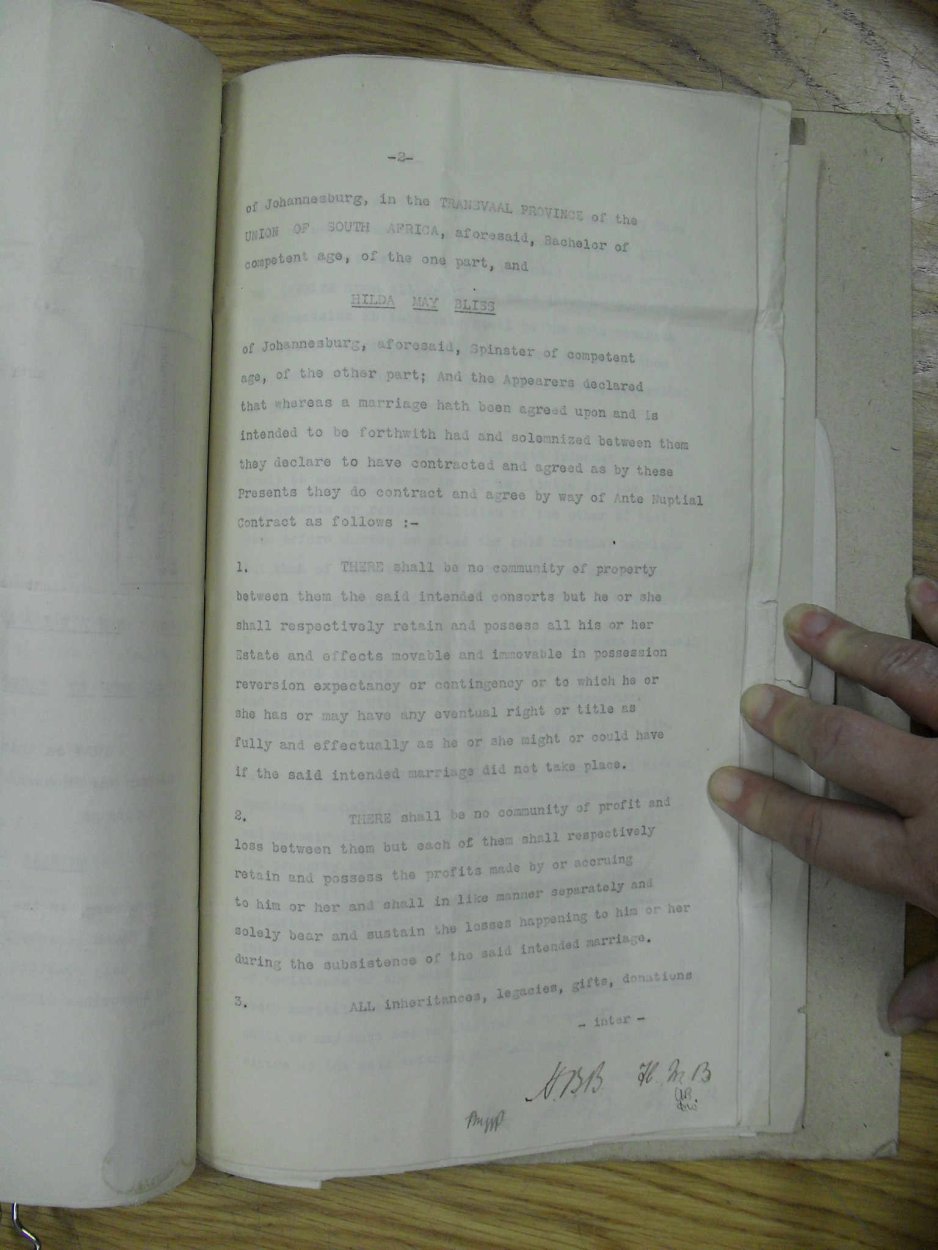 -2-
of Johannesburg, in the TRANSVAAL PROVINCE of the
UNION OF SOUTH AFRICA, aforesaid, Bachelor of
competent age, of the one part, and
HILDA MAY BLISS
of Johannesburg, aforesaid, Spinster of competent
age, of the other part; And the Appearers declared
that whereas a marriage hath been agreed upon and is
intended to be forthwith had and solemnized between them
they declare to have contracted and agreed as by these
Presents they do contract and agree by way of Ante Nuptial
Contract as follows :-
1. THERE shall be no community of property
between them the said intended consorts but he or she
shall respectively retain and possess all his or her
Estate and effects movable and immovable in possession
reversion expectancy or contingency or to which he or
she has or may have any eventual right or title as
fully and effectually as he or she might or could have
if the said intended marriage did not take place.
2. THERE shall be no community of profit and
loss between them but each of them shall respectively
retain and possess the profits made by or accruing
to him or her and shall in like manner separately and
solely bear and sustain the losses happening to him or her
during the subsistence of the said intended marriage.
3. ALL inheritances, legacies, gifts, donations
- inter -
H.M.B